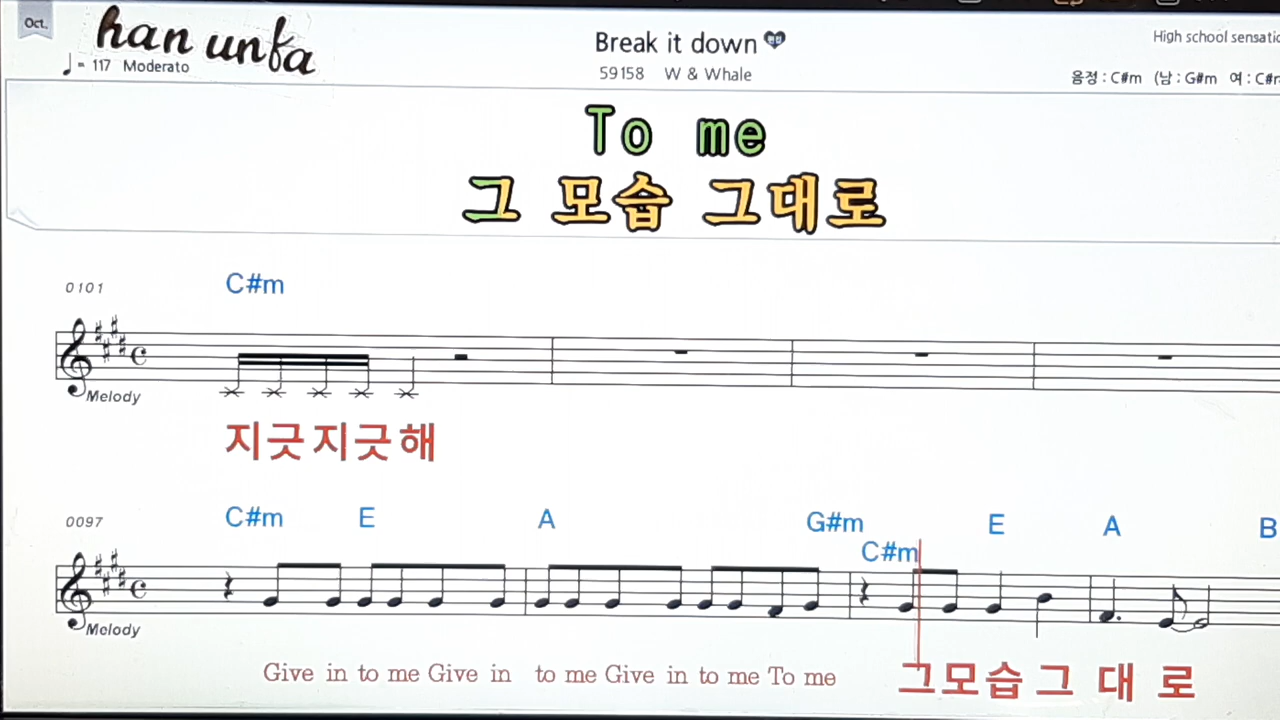 Oct.
han unfa
= 117 Moderato
Break it down
59158 W & Whale
High school sensatio
음정 : C#m (남 : G#m 여 : C#m
To me
그 모습 그대로
0101
C#m
Melody
지긋지긋해
0097
C#m E A G#m C#m E A B
Melody
Give in to me Give in to me Give in to me To me 그모습그 대 로